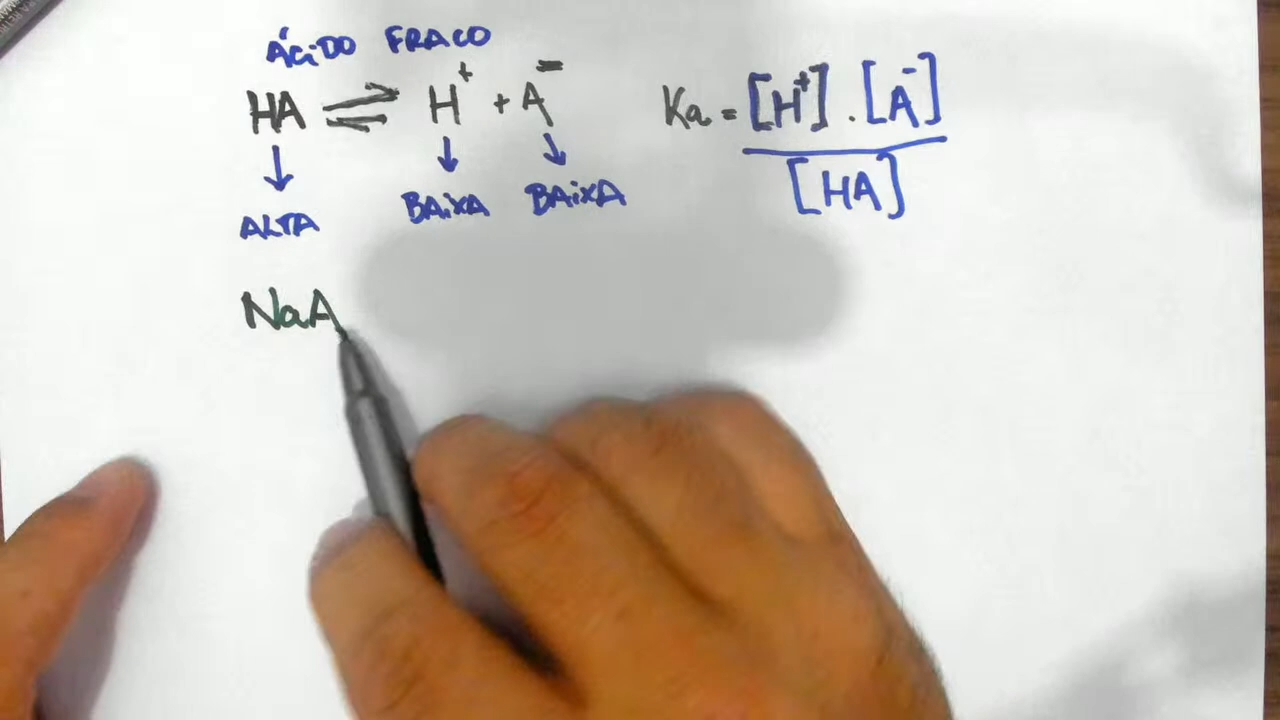 ÁciDO FRACO
HA ⇌ H⁺ + A⁻ Ka = [H⁺] . [A⁻] / [HA]
↓ ↓ ↓
ALTA BAiXA BAiXA
NaA